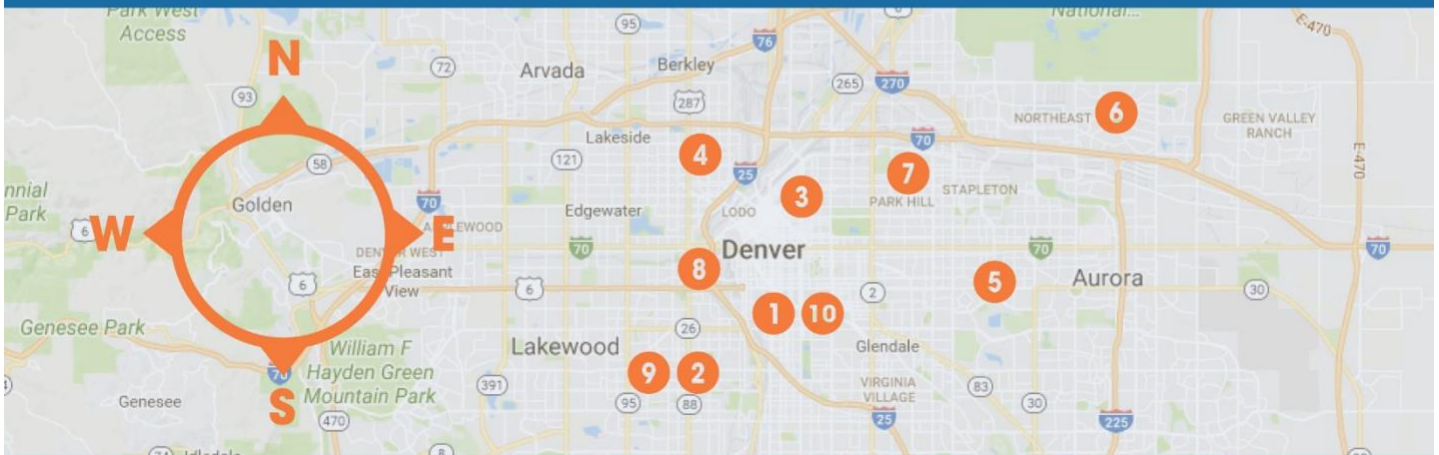 Park West
Access
National...
95
E-470
76
72
Arvada
Berkley
N
93
265
270
287
6
NORTHEAST
GREEN VALLEY
RANCH
Lakeside
70
58
121
4
25
7
PARK HILL
STAPLETON
E-470
nnial
Park
Golden
70
3
Edgewater
LODO
6
W
E
Denver
70
70
70
DENVER WEST
East Pleasant
View
8
5
Aurora
6
6
2
30
1
10
Genesee Park
26
Lakewood
Glendale
William F
Hayden Green
Mountain Park
9
2
70
S
Genesee
391
95
88
VIRGINIA
VILLAGE
83
30
25
225
470
8